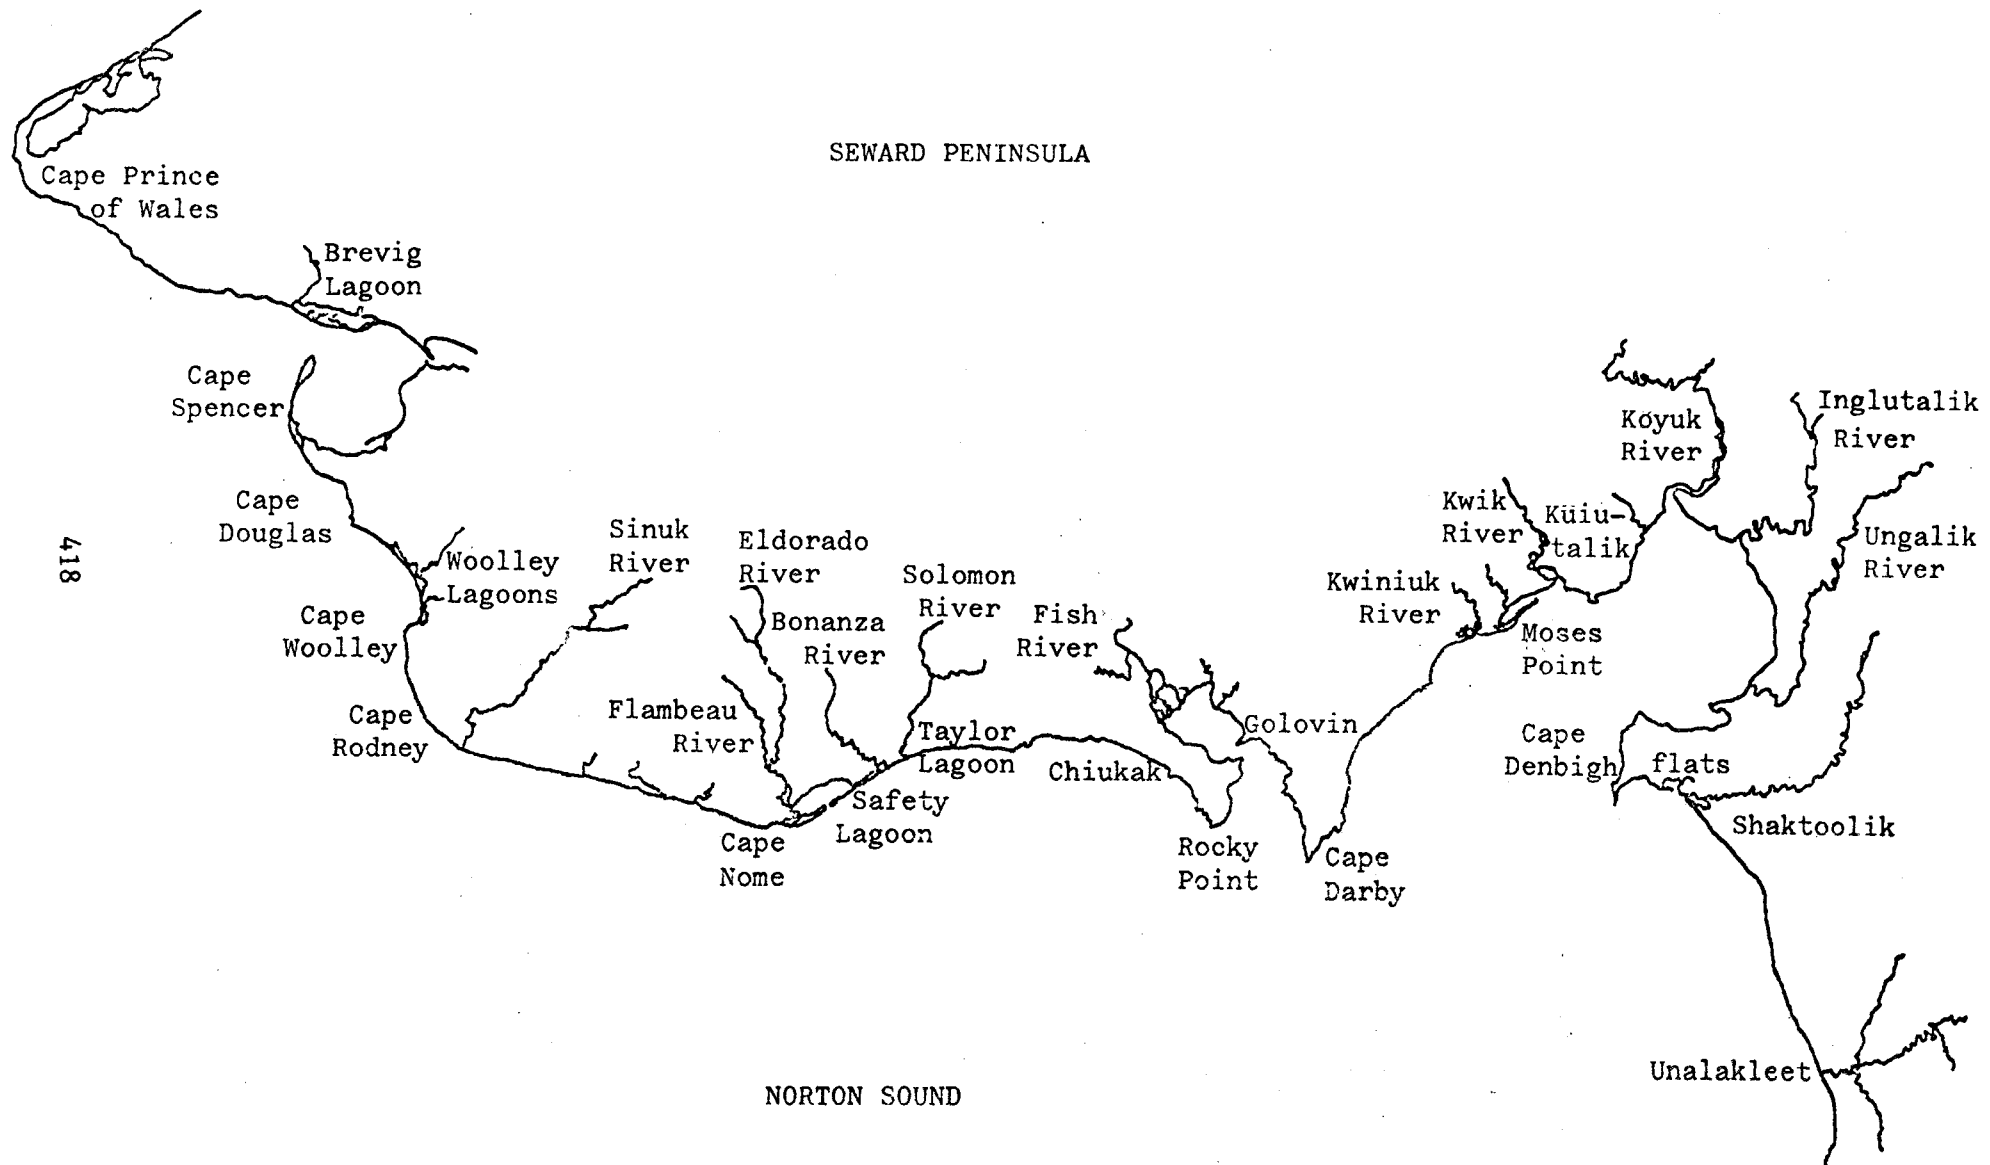 SEWARD PENINSULA
Cape Prince
of Wales
Brevig
Lagoon
Cape
Spencer
Cape
Douglas
Woolley
Lagoons
Cape
Woolley
Cape
Rodney
Sinuk
River
Eldorado
River
Bonanza
River
Flambeau
River
Solomon
River
Fish
River
Taylor
Lagoon
Safety
Lagoon
Cape
Nome
Chiukak
Golovin
Rocky
Point
Cape
Darby
Kwiniuk
River
Kwik
River
Kuiu-
talik
Moses
Point
Koyuk
River
Inglutalik
River
Ungalik
River
Cape
Denbigh
flats
Shaktoolik
Unalakleet
NORTON SOUND
418